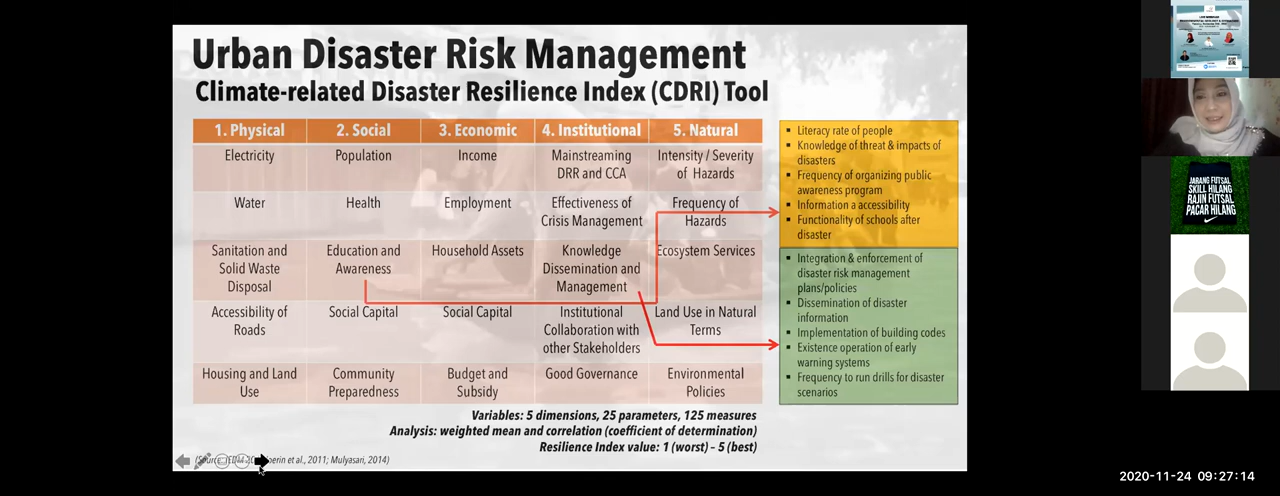 Urban Disaster Risk Management
Climate-related Disaster Resilience Index (CDRI) Tool
1. Physical
2. Social
3. Economic
4. Institutional
5. Natural
Electricity
Population
Income
Mainstreaming
DRR and CCA
Intensity / Severity
of Hazards
Water
Health
Employment
Effectiveness of
Crisis Management
Frequency of
Hazards
Sanitation and
Solid Waste
Disposal
Education and
Awareness
Household Assets
Knowledge
Dissemination and
Management
Ecosystem Services
Accessibility of
Roads
Social Capital
Social Capital
Institutional
Collaboration with
other Stakeholders
Land Use in Natural
Terms
Housing and Land
Use
Community
Preparedness
Budget and
Subsidy
Good Governance
Environmental
Policies
Variables: 5 dimensions, 25 parameters, 125 measures
Analysis: weighted mean and correlation (coefficient of determination)
Resilience Index value: 1 (worst) – 5 (best)
et al., 2011; Mulyasari, 2014)
▪ Literacy rate of people
▪ Knowledge of threat & impacts of
disasters
▪ Frequency of organizing public
awareness program
▪ Information a accessibility
▪ Functionality of schools after
disaster
▪ Integration & enforcement of
disaster risk management
plans/policies
▪ Dissemination of disaster
information
▪ Implementation of building codes
▪ Existence operation of early
warning systems
▪ Frequency to run drills for disaster
scenarios
JARANG FUTSAL
SKILL HILANG
RAJIN FUTSAL
PACAR HILANG
2020-11-24 09:27:14